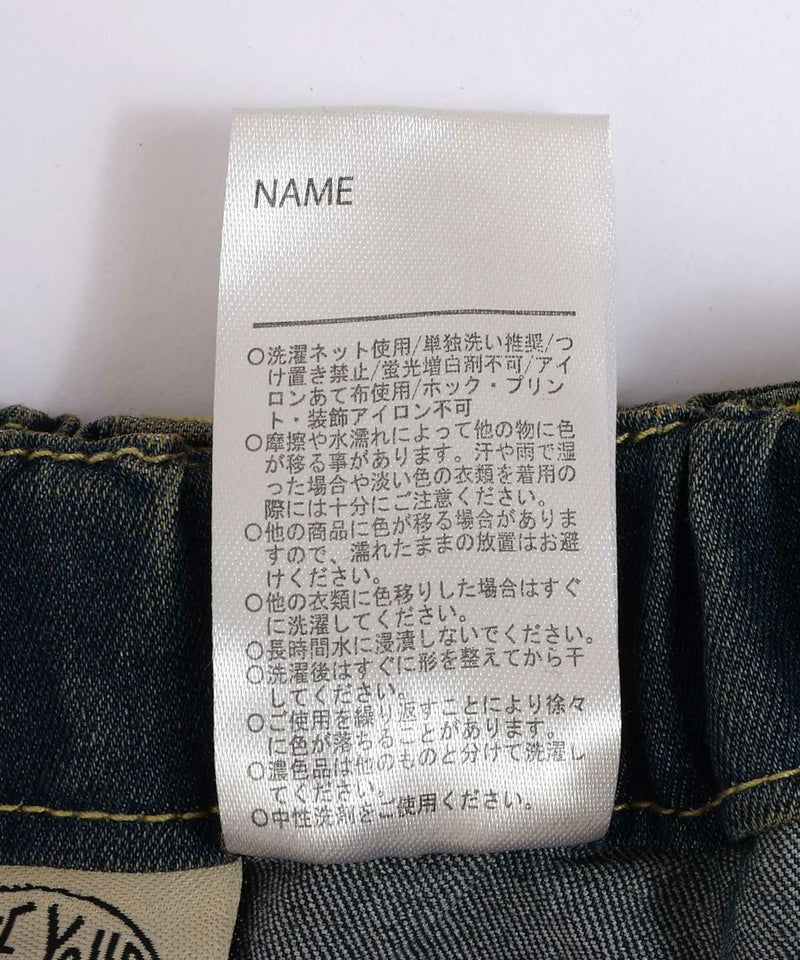 NAME
○洗濯ネット使用/単独洗い推奨/つ
け置き禁止/蛍光増白剤不可/アイ
ロンあて布使用/ホック・プリン
ト・装飾アイロン不可
○摩擦や水濡れによって他の物に色
が移る事があります。汗や雨で湿
った場合や淡い色の衣類を着用の
際には十分にご注意ください。
○他の商品に色が移る場合がありま
すので、濡れたままの放置はお避
けください。
○他の衣類に色移りした場合はすぐ
に洗濯してください。
○長時間水に浸漬しないでください。
○洗濯後はすぐに形を整えてから干
してください。
○ご使用を繰り返すことにより徐々
に色が落ちることがあります。
○濃色品は他のものと分けて洗濯し
てください。
○中性洗剤をご使用ください。